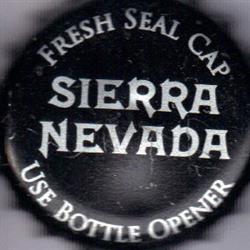 FRESH SEAL CAP
SIERRA
NEVADA
USE BOTTLE OPENER